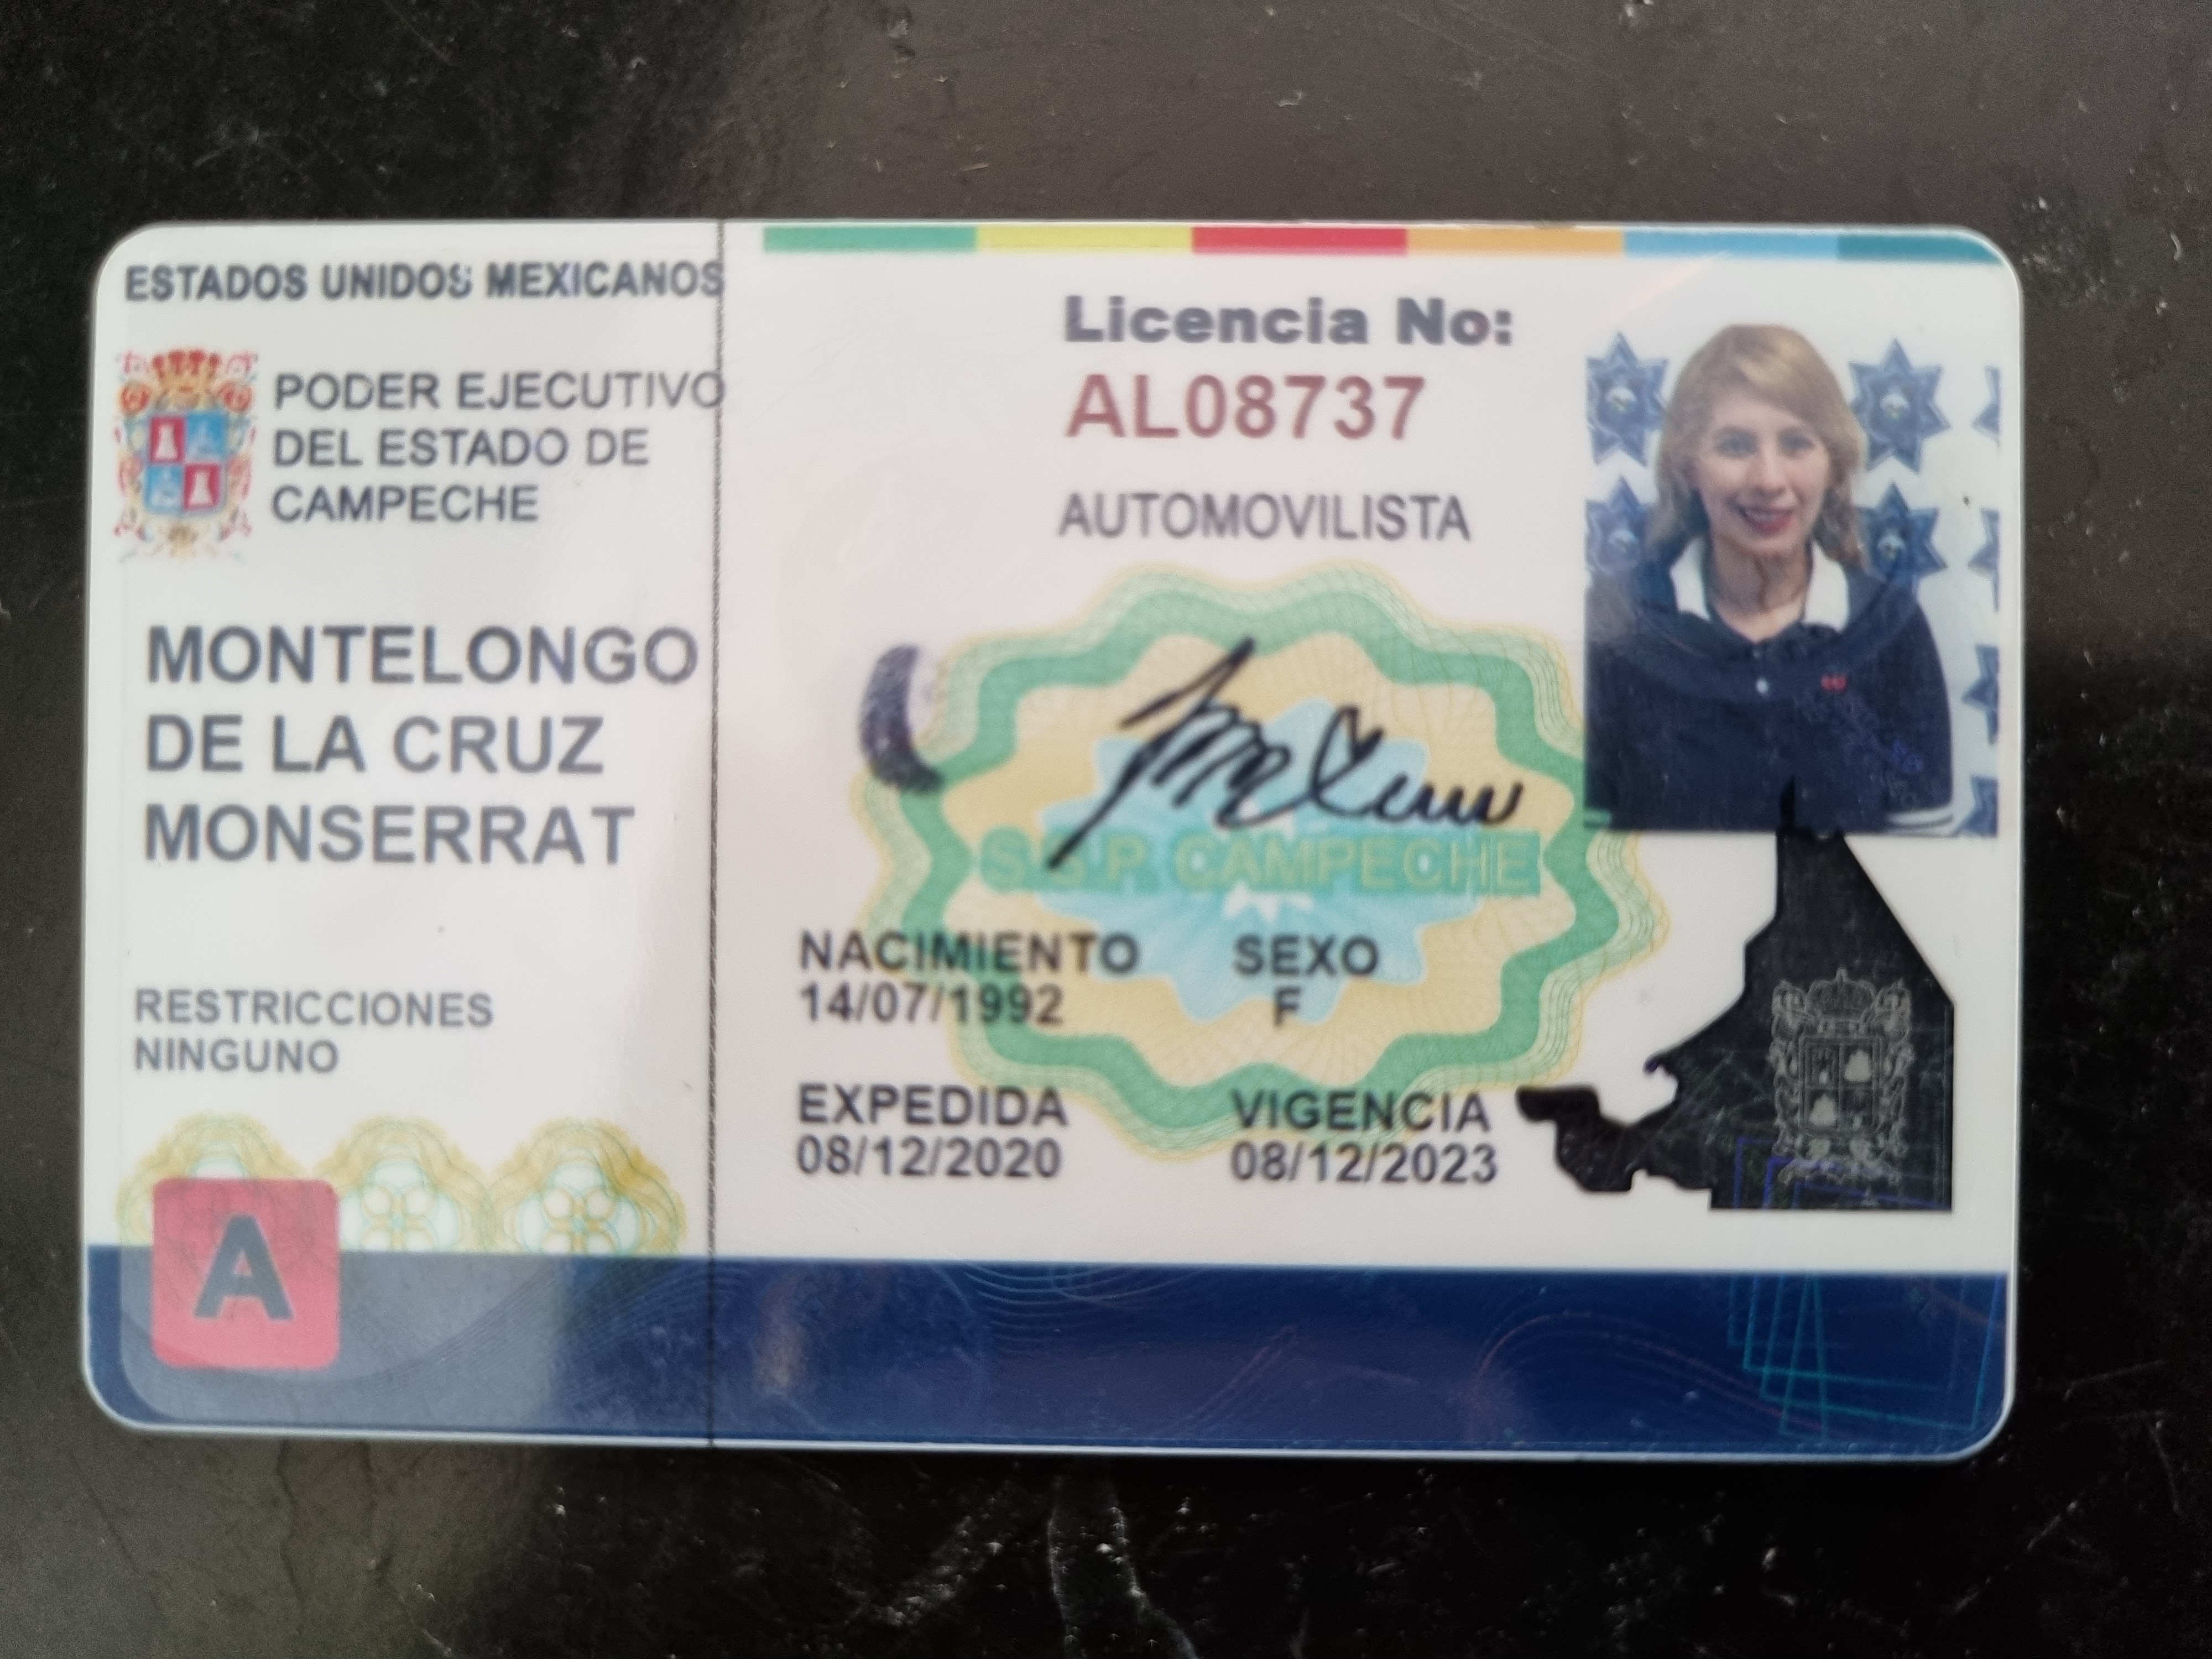 ESTADOS UNIDOS MEXICANOS
PODER EJECUTIVO
DEL ESTADO DE
CAMPECHE
MONTELONGO
DE LA CRUZ
MONSERRAT
RESTRICCIONES
NINGUNO
A
Licencia No:
AL08737
AUTOMOVILISTA
S.S.P. CAMPECHE
NACIMIENTO SEXO
14/07/1992 F
EXPEDIDA VIGENCIA
08/12/2020 08/12/2023